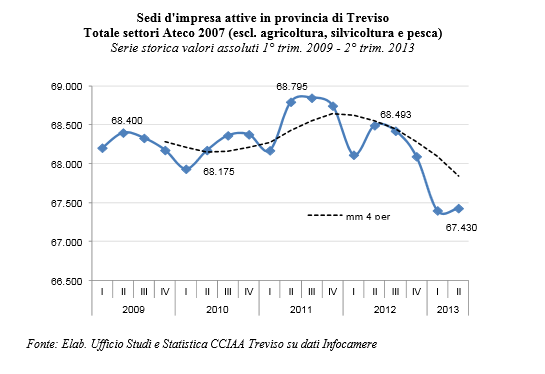 Sedi d'impresa attive in provincia di Treviso
Totale settori Ateco 2007 (escl. agricoltura, silvicoltura e pesca)
Serie storica valori assoluti 1° trim. 2009 - 2° trim. 2013
69.000
68.500
68.000
67.500
67.000
66.500
68.400
68.175
68.795
68.493
67.430
mm 4 per
I II III IV I II III IV I II III IV I II III IV I II
2009 2010 2011 2012 2013
Fonte: Elab. Ufficio Studi e Statistica CCIAA Treviso su dati Infocamere